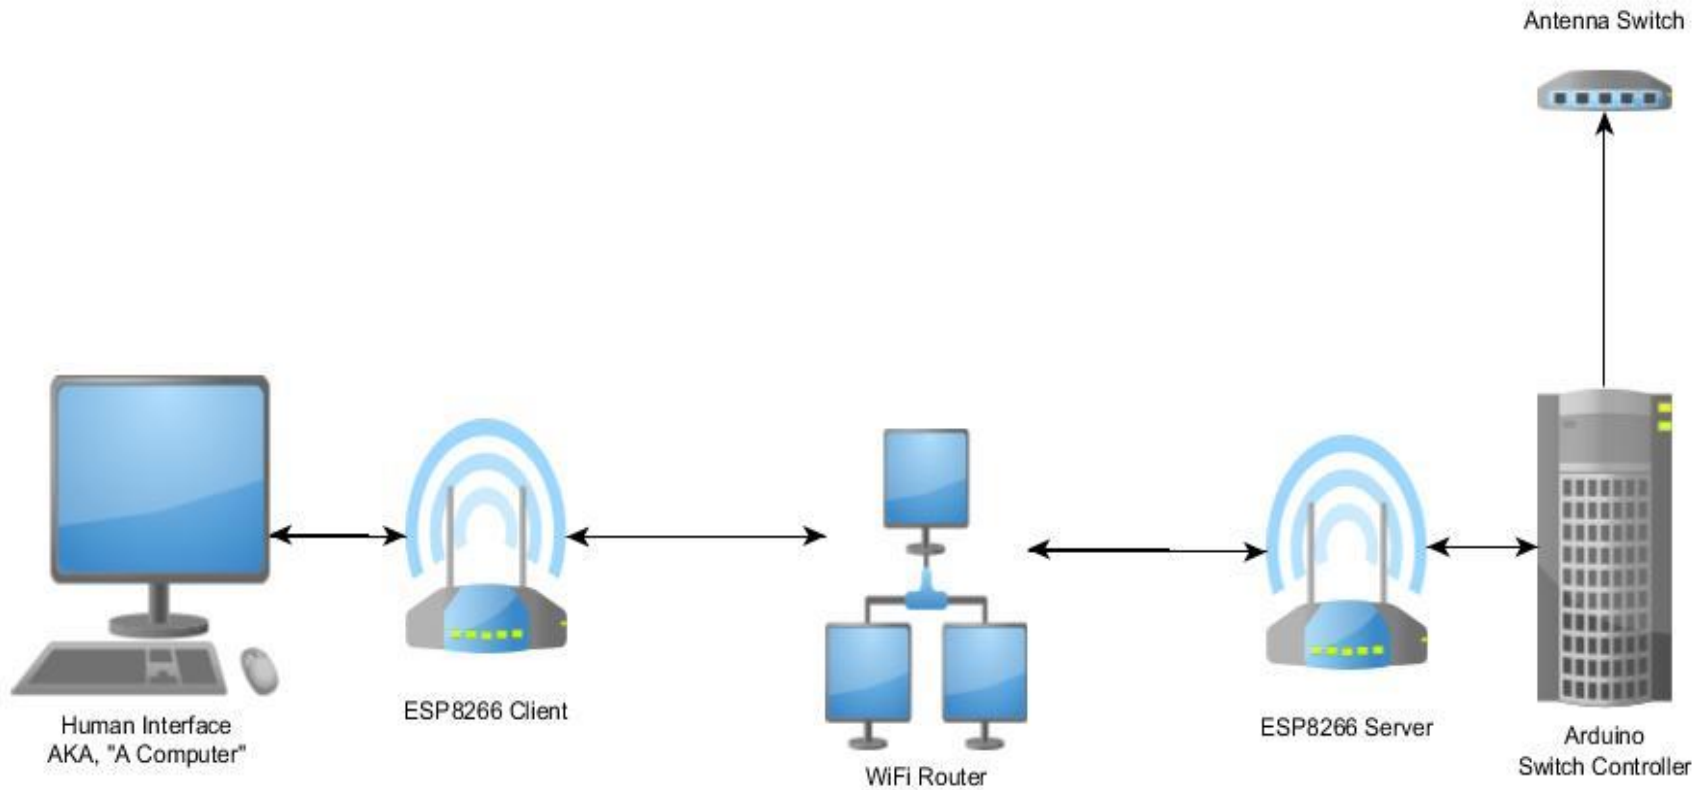 Antenna Switch
Human Interface
AKA, "A Computer"
ESP8266 Client
WiFi Router
ESP8266 Server
Arduino
Switch Controller